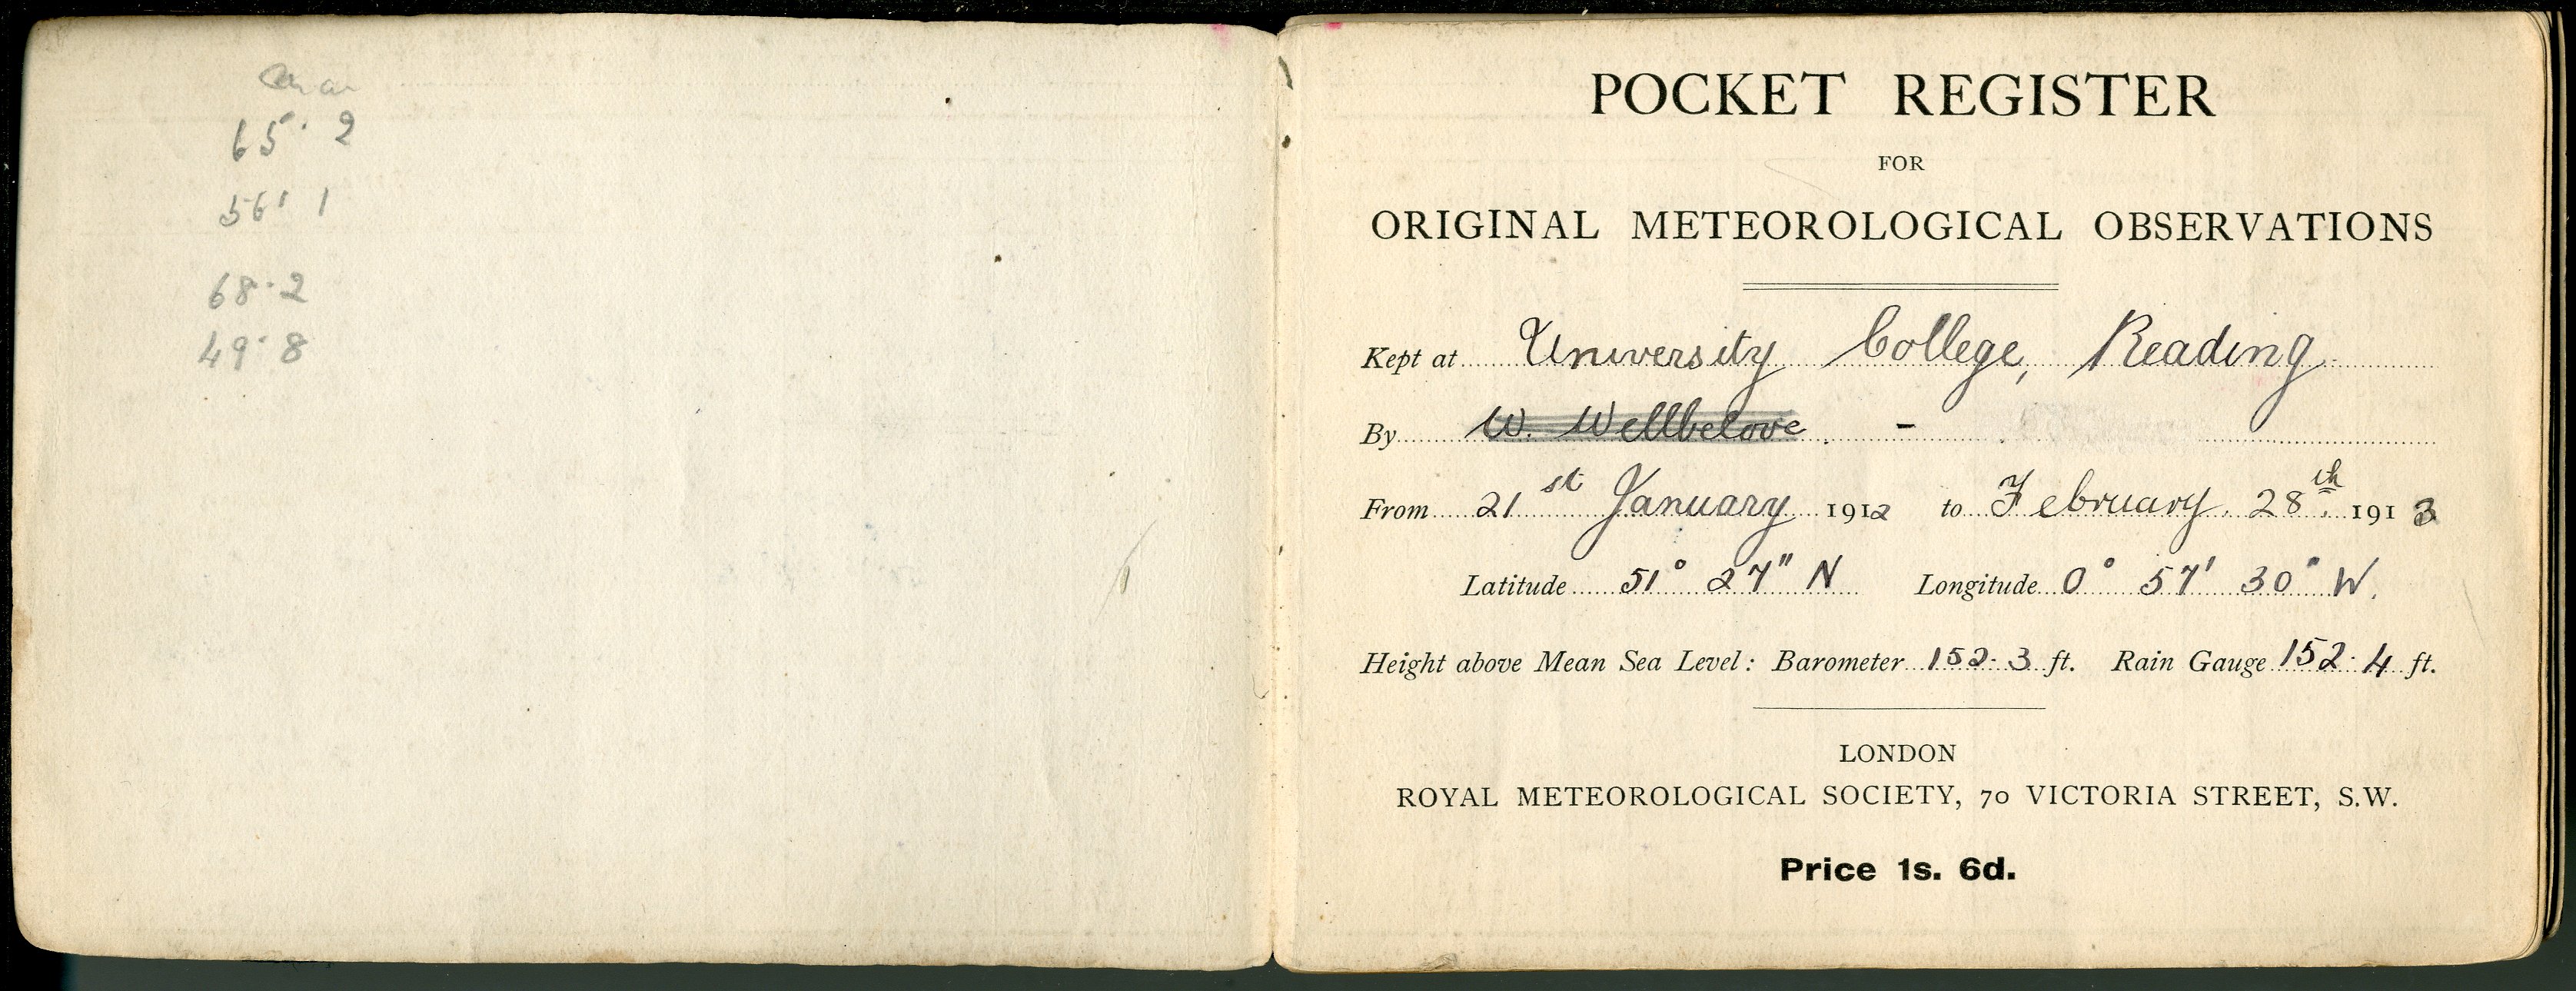 65.2
56.1
68.2
49.8
POCKET REGISTER
FOR
ORIGINAL METEOROLOGICAL OBSERVATIONS
Kept at University College, Reading
By W. Wellbelove -
From 21st January 1912 to February 28th 1913
Latitude 51° 27" N Longitude 0° 57' 30" W.
Height above Mean Sea Level: Barometer 152.3 ft. Rain Gauge 152.4 ft.
LONDON
ROYAL METEOROLOGICAL SOCIETY, 70 VICTORIA STREET, S.W.
Price 1s. 6d.